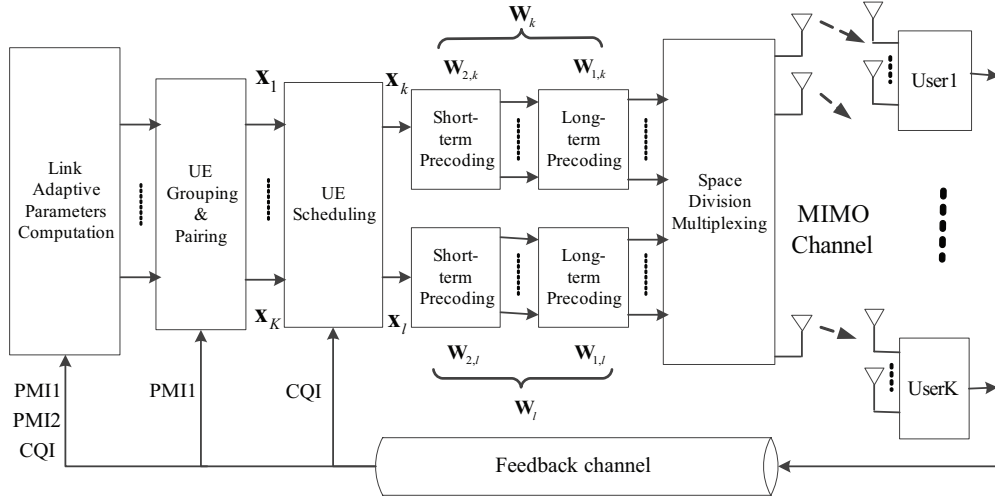 Link
Adaptive
Parameters
Computation
UE
Grouping
&
Pairing
x_1
x_K
UE
Scheduling
x_k
x_l
W_k
W_{2,k}
W_{1,k}
Short-
term
Precoding
Long-
term
Precoding
Short-
term
Precoding
Long-
term
Precoding
W_{2,l}
W_{1,l}
W_l
Space
Division
Multiplexing
MIMO
Channel
User1
UserK
PMI1
PMI2
CQI
PMI1
CQI
Feedback channel